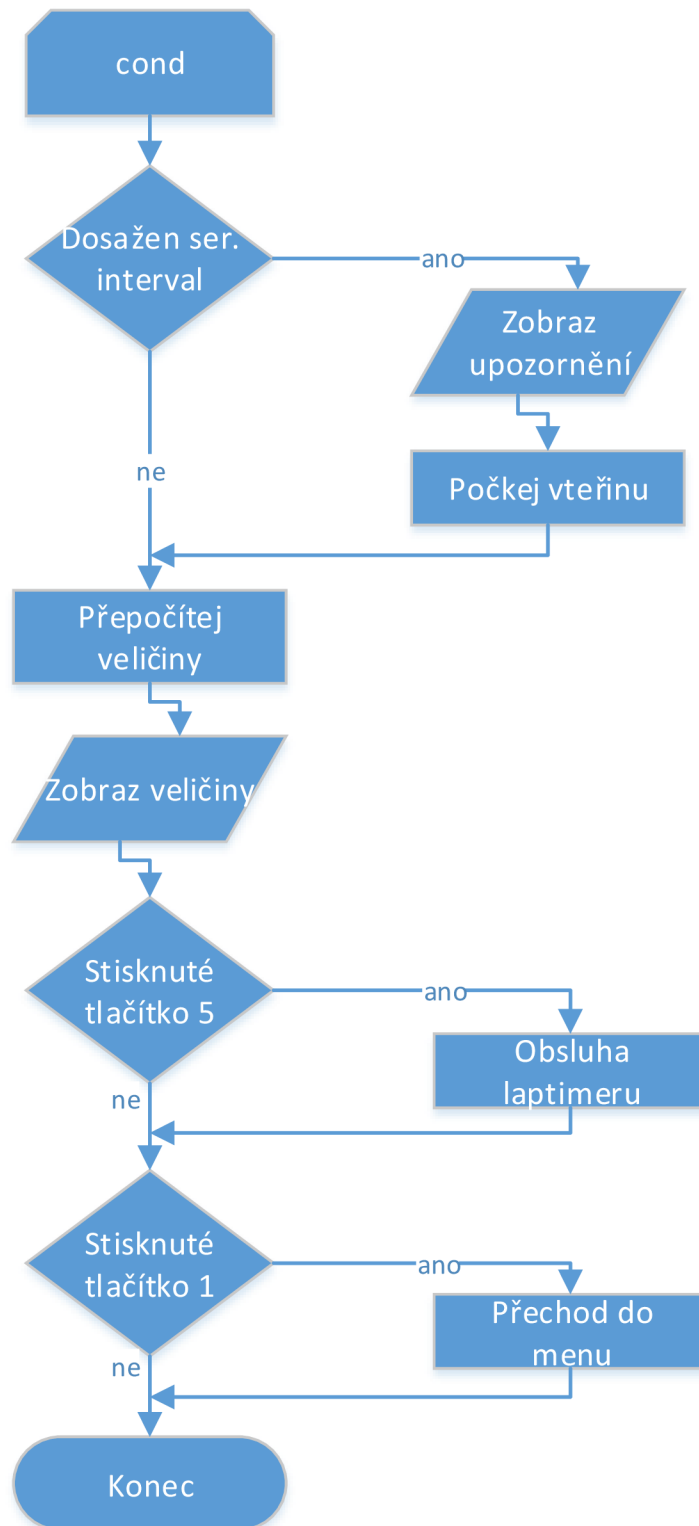 cond
Dosažen ser.
interval
ano
Zobraz
upozornění
Počkej vteřinu
ne
Přepočítej
veličiny
Zobraz veličiny
Stisknuté
tlačítko 5
ano
Obsluha
laptimeru
ne
Stisknuté
tlačítko 1
ano
Přechod do
menu
ne
Konec